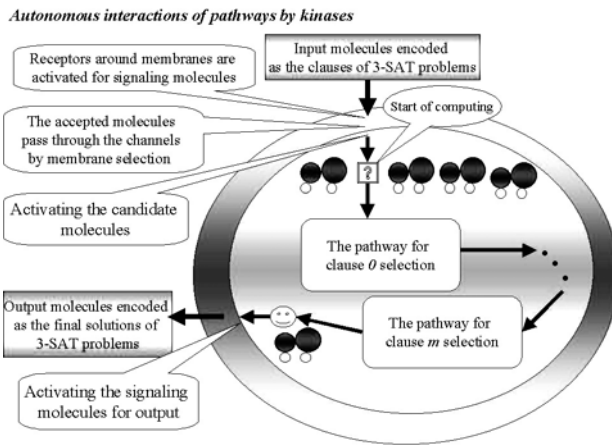 Autonomous interactions of pathways by kinases
Receptors around membranes are
activated for signaling molecules
Input molecules encoded
as the clauses of 3-SAT problems
The accepted molecules
pass through the channels
by membrane selection
Start of computing
?
Activating the candidate
molecules
The pathway for
clause 0 selection
Output molecules encoded
as the final solutions of
3-SAT problems
The pathway for
clause m selection
Activating the signaling
molecules for output